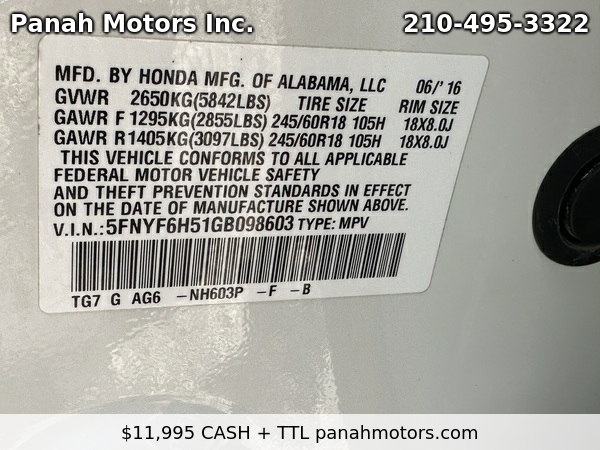 Panah Motors Inc. 210-495-3322
MFD. BY HONDA MFG. OF ALABAMA, LLC 06/'16
GVWR 2650KG(5842LBS) TIRE SIZE RIM SIZE
GAWR F 1295KG(2855LBS) 245/60R18 105H 18X8.0J
GAWR R 1405KG(3097LBS) 245/60R18 105H 18X8.0J
THIS VEHICLE CONFORMS TO ALL APPLICABLE
FEDERAL MOTOR VEHICLE SAFETY
AND THEFT PREVENTION STANDARDS IN EFFECT
ON THE DATE OF MANUFACTURE SHOWN ABOVE.
V.I.N.:5FNYF6H51GB098603 TYPE: MPV
TG7 G AG6 -NH603P -F -B
$11,995 CASH + TTL panahmotors.com